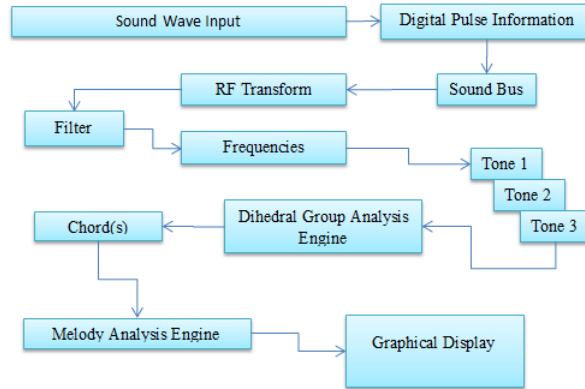 Sound Wave Input
Digital Pulse Information
RF Transform
Sound Bus
Filter
Frequencies
Tone 1
Tone 2
Tone 3
Dihedral Group Analysis
Engine
Chord(s)
Melody Analysis Engine
Graphical Display